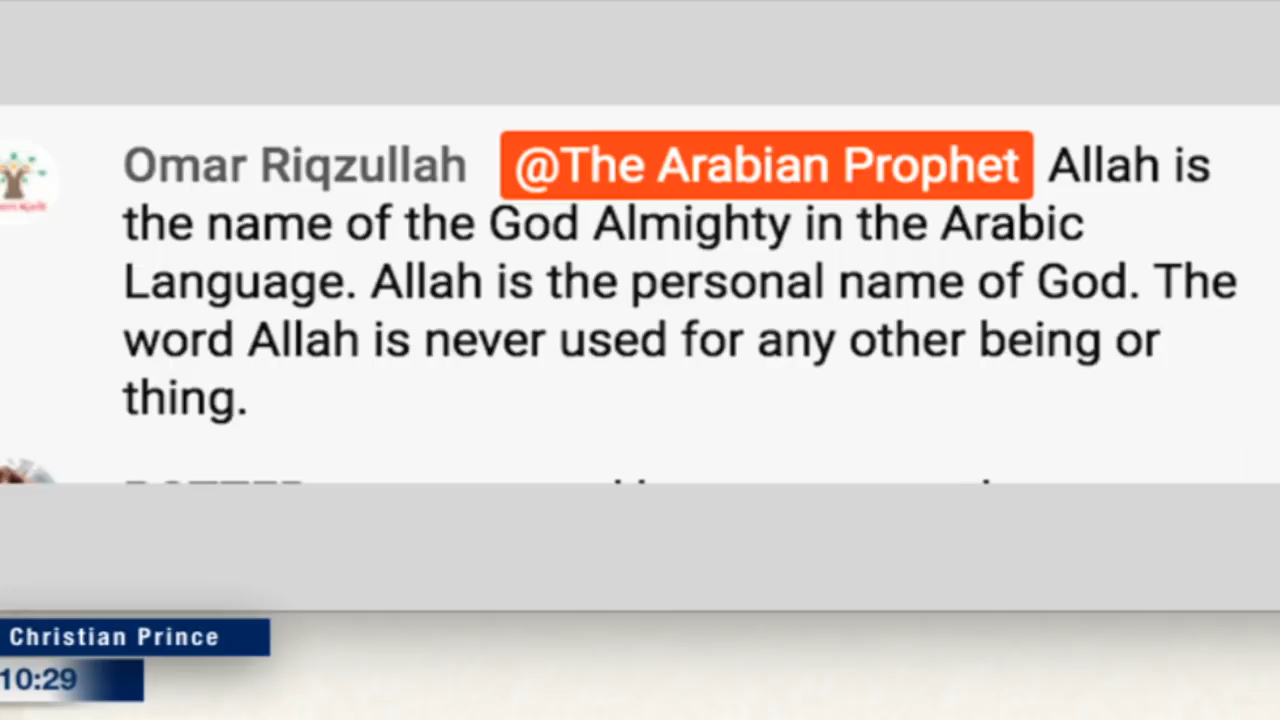 Omar Riqzullah @The Arabian Prophet Allah is
the name of the God Almighty in the Arabic
Language. Allah is the personal name of God. The
word Allah is never used for any other being or
thing.
Christian Prince
10:29